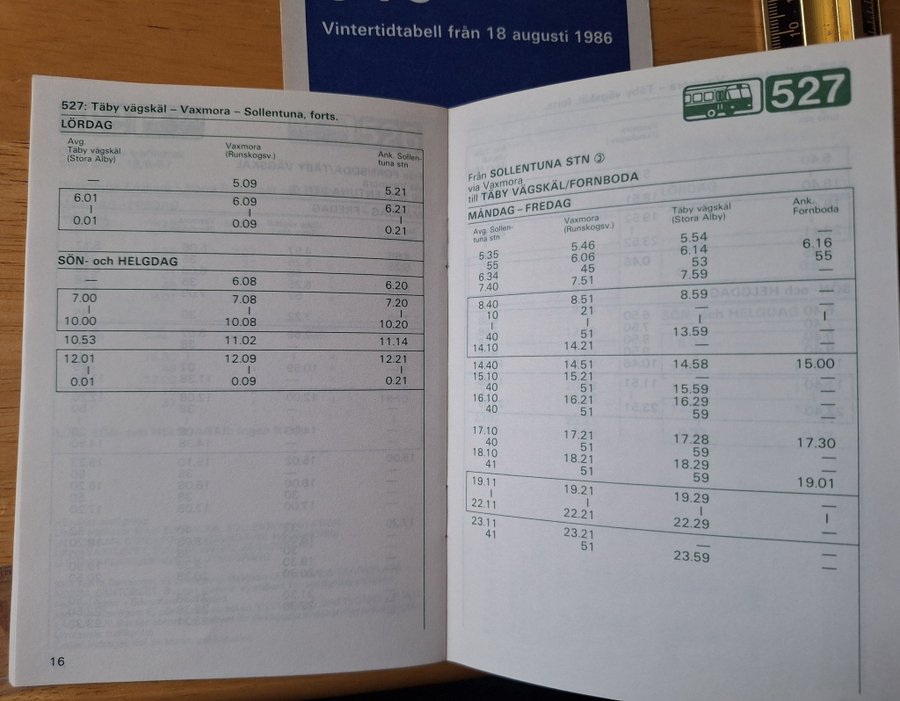 Vintertidtabell från 18 augusti 1986
527: Täby vägskäl – Vaxmora – Sollentuna, forts.
LÖRDAG
Avg. Vaxmora Ank. Sollen-
Täby vägskäl (Runskogsv.) tuna stn
(Stora Alby)
— 5.09 5.21
6.01 6.09 6.21
I I I
0.01 0.09 0.21
SÖN- och HELGDAG
— 6.08 6.20
7.00 7.08 7.20
I I I
10.00 10.08 10.20
10.53 11.02 11.14
12.01 12.09 12.21
I I I
0.01 0.09 0.21
16
527
Från SOLLENTUNA STN ③
via Vaxmora
till TÄBY VÄGSKÄL/FORNBODA
MÅNDAG – FREDAG
Avg. Sollen- Vaxmora Täby vägskäl Ank.
tuna stn (Runskogsv.) (Stora Alby) Fornboda
5.35 5.46 5.54 —
55 6.06 6.14 6.16
6.34 45 53 55
7.40 7.51 7.59 —
8.40 8.51 8.59 —
10 21 — —
I I I I
40 51 13.59 —
14.10 14.21 — —
14.40 14.51 14.58 15.00
15.10 15.21 — —
40 51 15.59 —
16.10 16.21 16.29 —
40 51 59 —
17.10 17.21 17.28 17.30
40 51 59 —
18.10 18.21 18.29 —
41 51 59 19.01
19.11 19.21 19.29 —
I I I I
22.11 22.21 22.29 —
23.11 23.21 — —
41 51 23.59 —